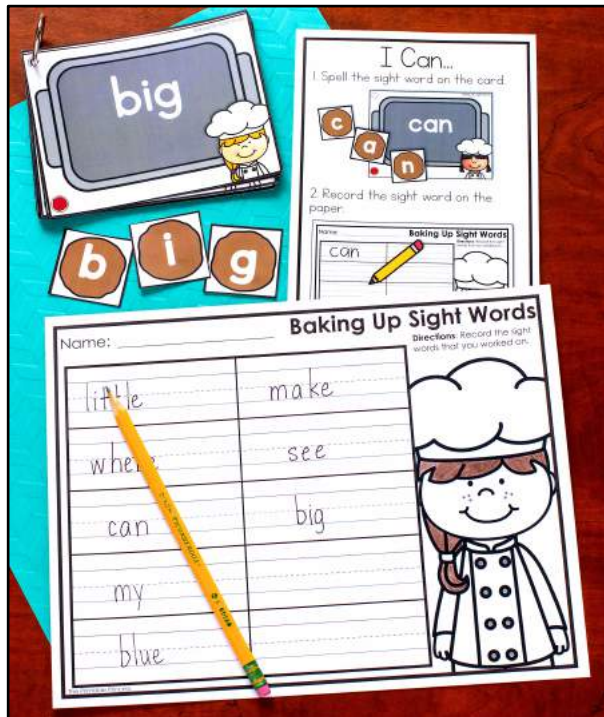 big
b i g
I Can...
1. Spell the sight word on the card.
c a n
can
2. Record the sight word on the
paper.
Name:
Baking Up Sight Words
can
Name:
Baking Up Sight Words
Directions: Record the sight
words that you worked on.
little
make
where
see
can
big
my
blue